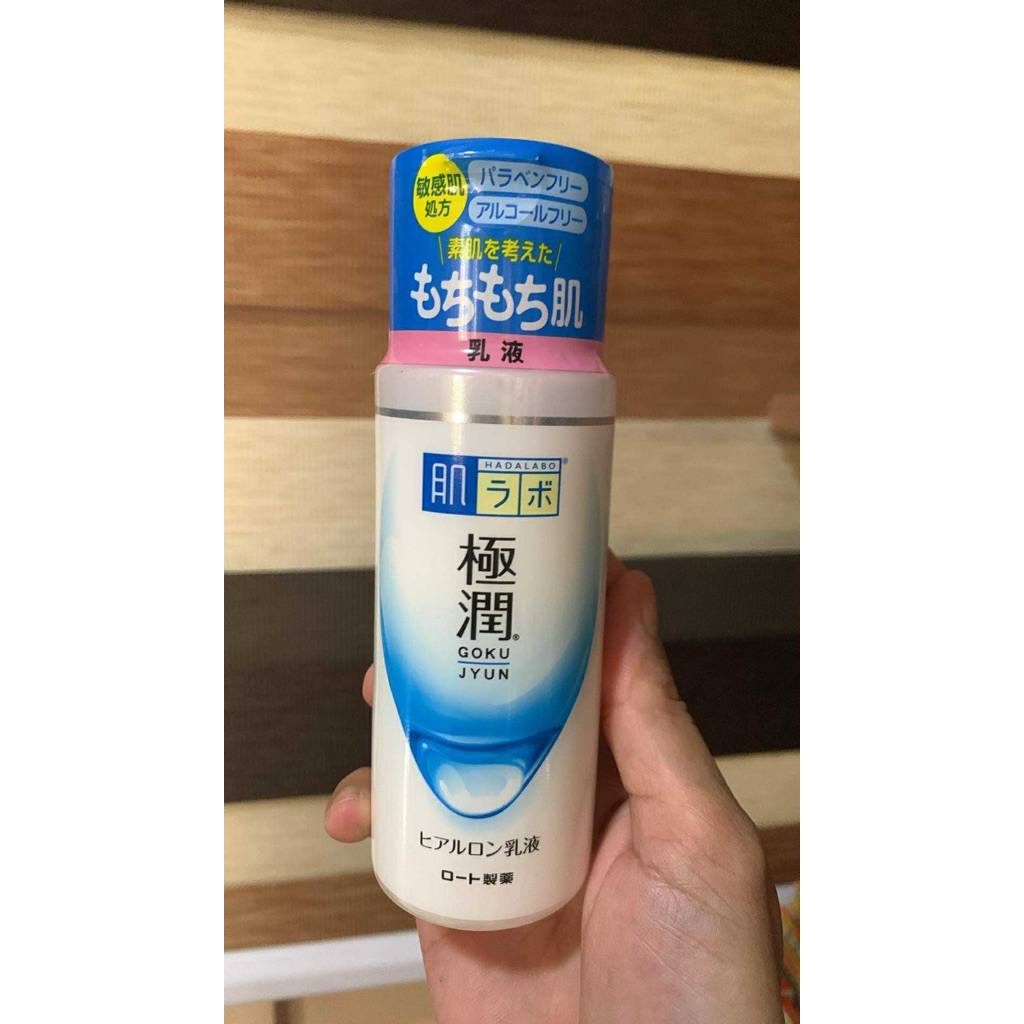 敏感肌
処方
パラベンフリー
アルコールフリー
素肌を考えた
もちもち肌
乳液
HADALABO®
肌ラボ
極
潤®
GOKU
JYUN
ヒアルロン乳液
ロート製薬